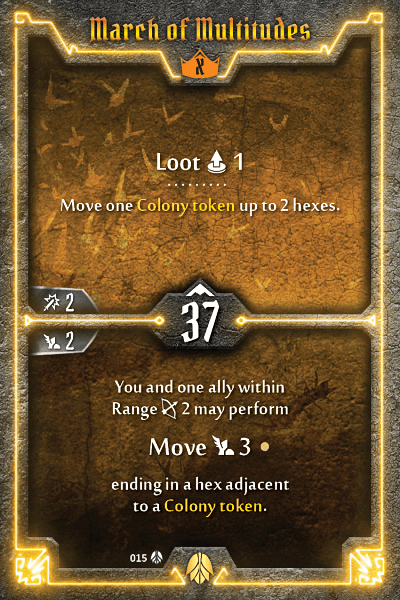 March of Multitudes
X
Loot 1
Move one Colony token up to 2 hexes.
2
37
2
You and one ally within
Range 2 may perform
Move 3
ending in a hex adjacent
to a Colony token.
015